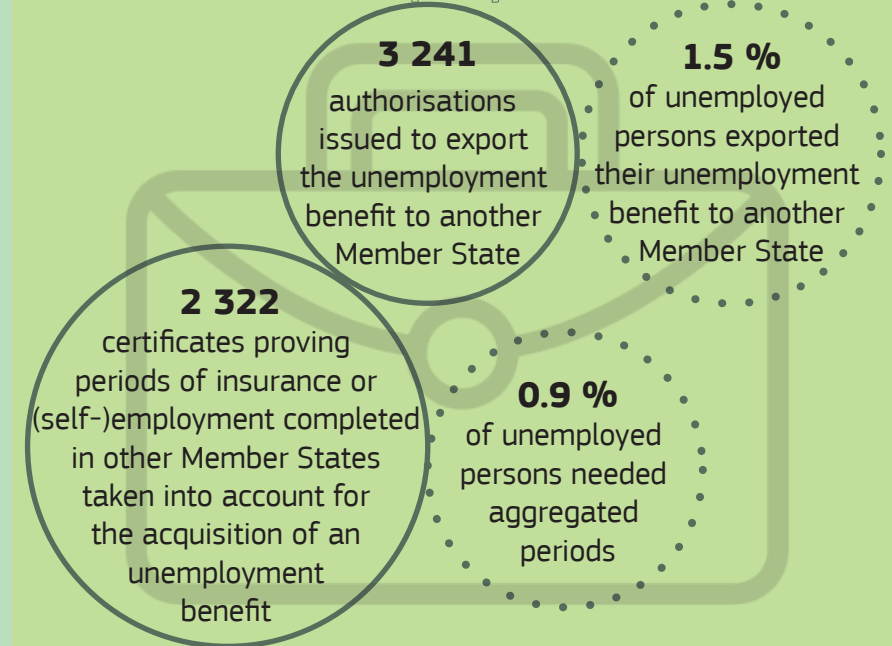 3 241
authorisations
issued to export
the unemployment
benefit to another
Member State
1.5 %
of unemployed
persons exported
their unemployment
benefit to another
Member State
2 322
certificates proving
periods of insurance or
(self-)employment completed
in other Member States
taken into account for
the acquisition of an
unemployment
benefit
0.9 %
of unemployed
persons needed
aggregated
periods